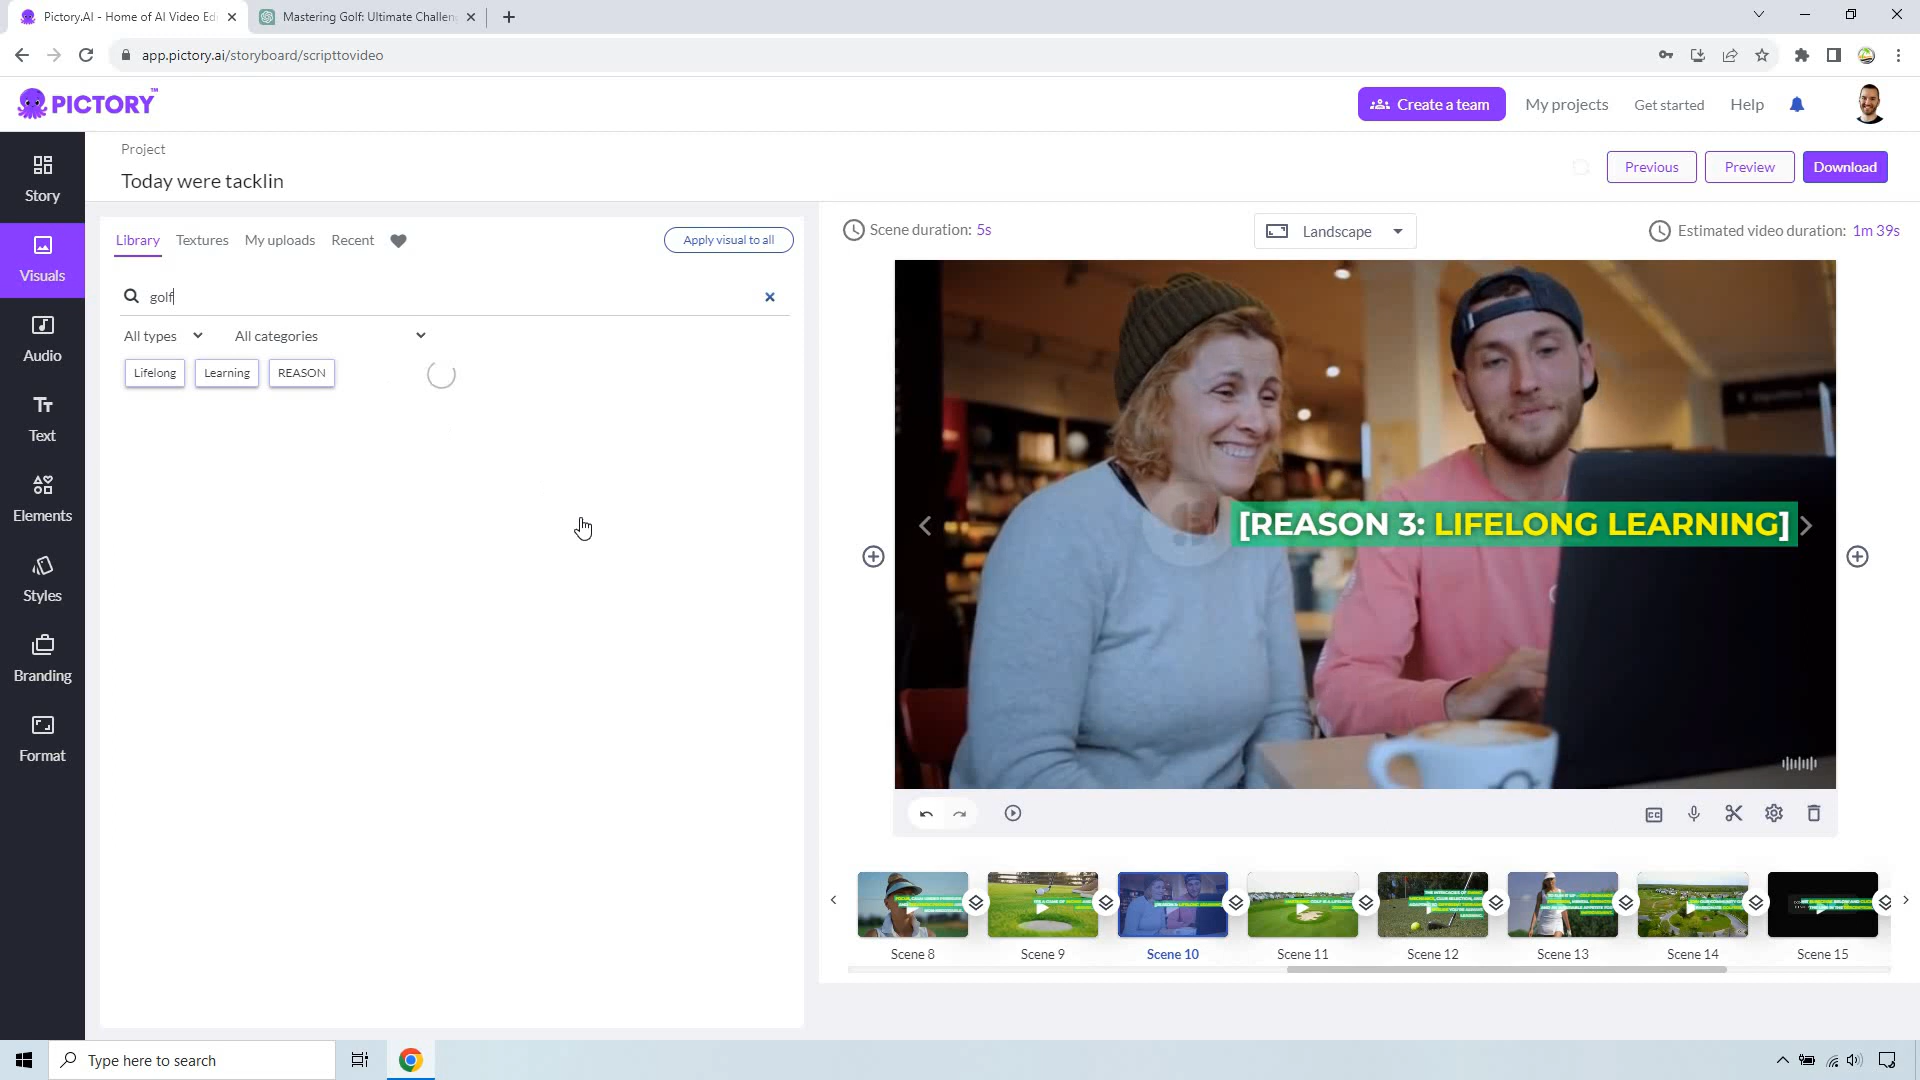 Pictory.AI - Home of AI Video Edi
Mastering Golf: Ultimate Challen
app.pictory.ai/storyboard/scripttovideo
PICTORY™
Create a team
My projects
Get started
Help
Project
Today were tacklin
Previous
Preview
Download
Story
Visuals
Audio
Text
Elements
Styles
Branding
Format
Library
Textures
My uploads
Recent
Apply visual to all
golf
All types
All categories
Lifelong
Learning
REASON
Scene duration: 5s
Landscape
Estimated video duration: 1m 39s
[REASON 3: LIFELONG LEARNING]
CC
Scene 8
Scene 9
Scene 10
Scene 11
Scene 12
Scene 13
Scene 14
Scene 15
Type here to search